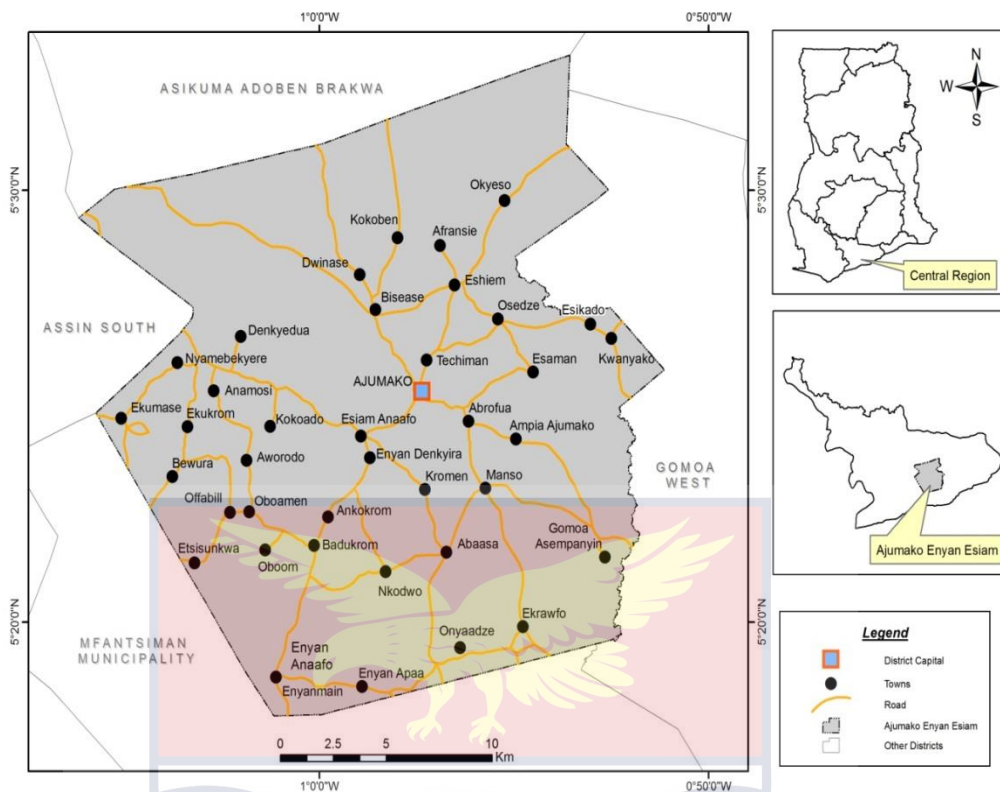 1°0'0"W
0°50'0"W
ASIKUMA ADOBEN BRAKWA
5°30'0"N
5°30'0"N
Okyeso
Kokoben
Afransie
Dwinase
Eshiem
Bisease
Osedze
Esikado
ASSIN SOUTH
Denkyedua
Kwanyako
Nyamebekyere
Techiman
Esaman
AJUMAKO
Anamosi
Ekumase
Ekukrom
Kokoado
Esiam Anaafo
Abrofua
Ampia Ajumako
Enyan Denkyira
Aworodo
Bewura
Kromen
Manso
GOMOA
WEST
Offabill
Oboamen
Ankokrom
Gomoa
Asempanyin
Etsisunkwa
Badukrom
Abaasa
Oboom
Nkodwo
5°20'0"N
5°20'0"N
MFANTSIMAN
MUNICIPALITY
Ekrawfo
Onyaadze
Enyan
Anaafo
Enyan Apaa
Enyanmain
0 2.5 5 10
Km
1°0'0"W
0°50'0"W
N
W
S
Central Region
Ajumako Enyan Esiam
Legend
District Capital
Towns
Road
Ajumako Enyan Esiam
Other Districts